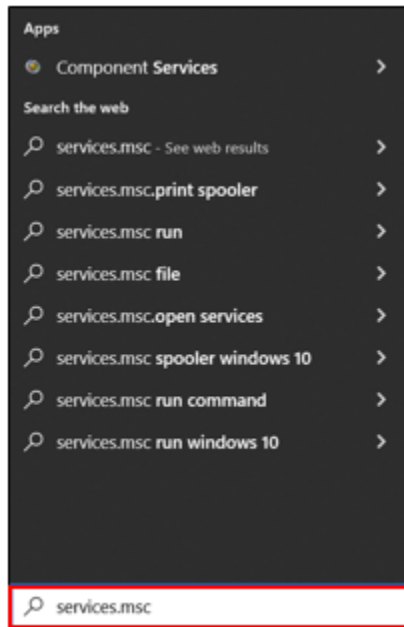 Apps
Component Services
Search the web
services.msc - See web results
services.msc.print spooler
services.msc run
services.msc file
services.msc.open services
services.msc spooler windows 10
services.msc run command
services.msc run windows 10
services.msc